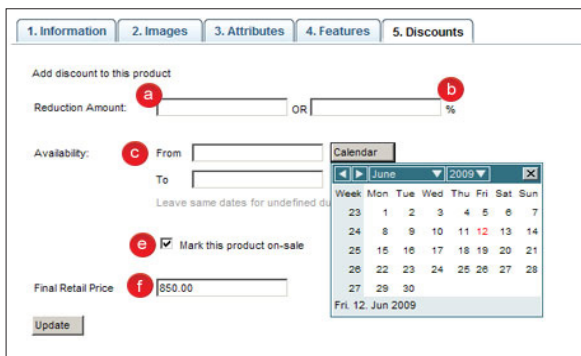 1. Information 2. Images 3. Attributes 4. Features 5. Discounts
Add discount to this product
a b
Reduction Amount: OR %
Availability: c From Calendar
To
Leave same dates for undefined du
June 2009 X
Week Mon Tue Wed Thu Fri Sat Sun
23 1 2 3 4 5 6 7
24 8 9 10 11 12 13 14
25 15 16 17 18 19 20 21
26 22 23 24 25 26 27 28
27 29 30
Fri. 12. Jun 2009
e Mark this product on-sale
Final Retail Price f 850.00
Update